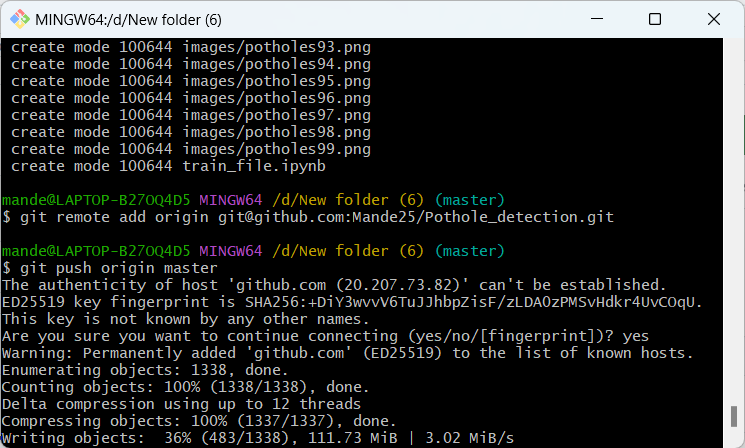 MINGW64:/d/New folder (6)
create mode 100644 images/potholes93.png
create mode 100644 images/potholes94.png
create mode 100644 images/potholes95.png
create mode 100644 images/potholes96.png
create mode 100644 images/potholes97.png
create mode 100644 images/potholes98.png
create mode 100644 images/potholes99.png
create mode 100644 train_file.ipynb
mande@LAPTOP-B27OQ4D5 MINGW64 /d/New folder (6) (master)
$ git remote add origin git@github.com:Mande25/Pothole_detection.git
mande@LAPTOP-B27OQ4D5 MINGW64 /d/New folder (6) (master)
$ git push origin master
The authenticity of host 'github.com (20.207.73.82)' can't be established.
ED25519 key fingerprint is SHA256:+DiY3wvvV6TuJJhbpZisF/zLDA0zPMSvHdkr4UvCOqU.
This key is not known by any other names.
Are you sure you want to continue connecting (yes/no/[fingerprint])? yes
Warning: Permanently added 'github.com' (ED25519) to the list of known hosts.
Enumerating objects: 1338, done.
Counting objects: 100% (1338/1338), done.
Delta compression using up to 12 threads
Compressing objects: 100% (1337/1337), done.
Writing objects:  36% (483/1338), 111.73 MiB | 3.02 MiB/s